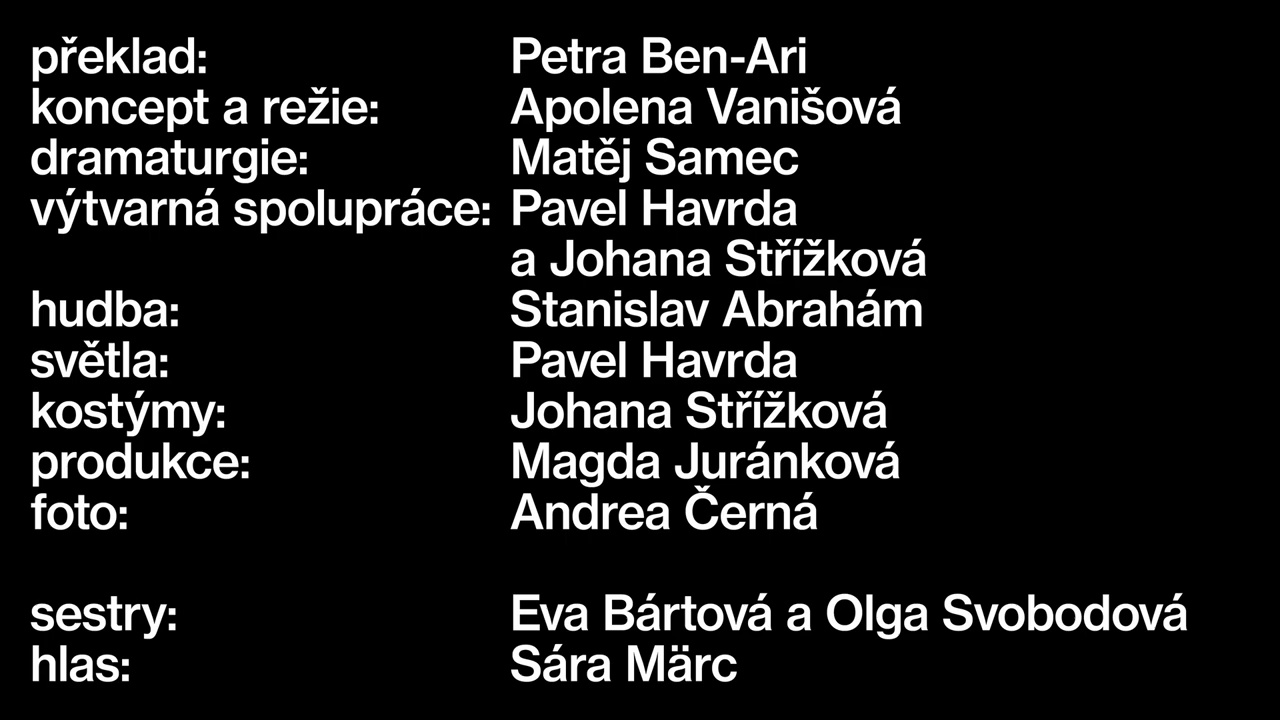 překlad: Petra Ben-Ari
koncept a režie: Apolena Vanišová
dramaturgie: Matěj Samec
výtvarná spolupráce: Pavel Havrda
a Johana Střížková
hudba: Stanislav Abrahám
světla: Pavel Havrda
kostýmy: Johana Střížková
produkce: Magda Juránková
foto: Andrea Černá
sestry: Eva Bártová a Olga Svobodová
hlas: Sára Märc